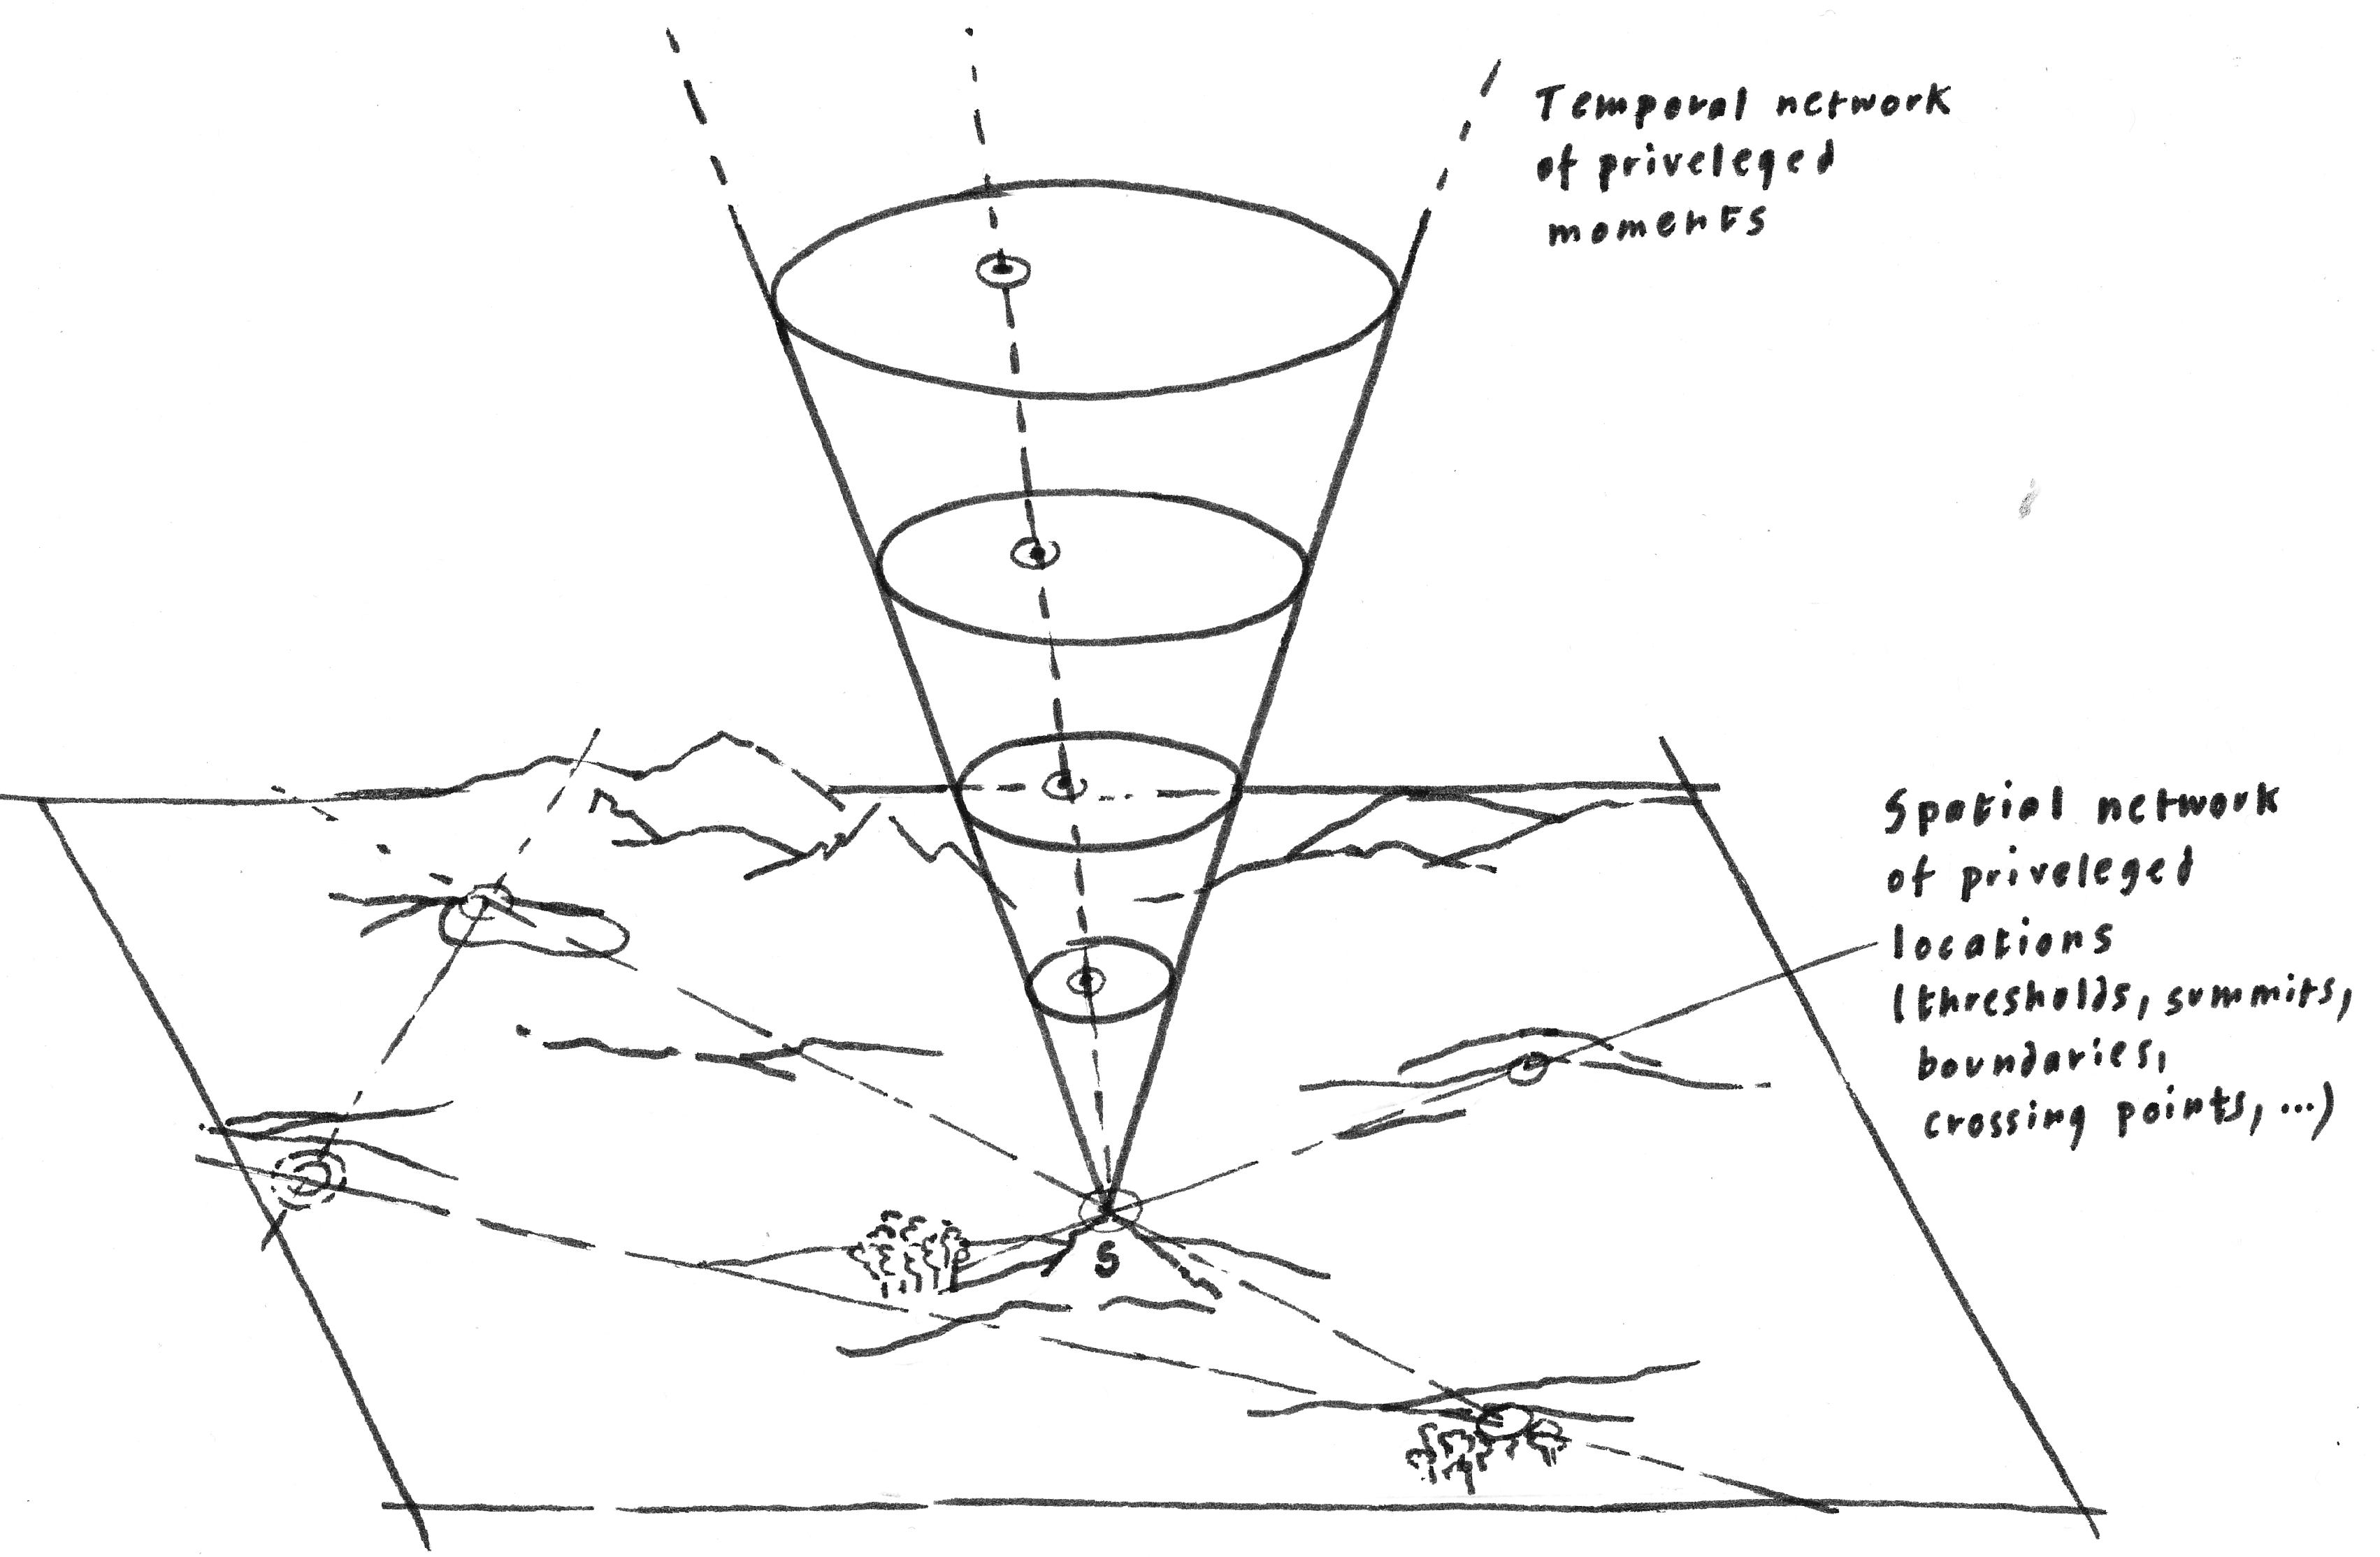 Temporal network
of priveleged
moments
Spatial network
of priveleged
locations
(thresholds, summits,
boundaries,
crossing points, ...)
S